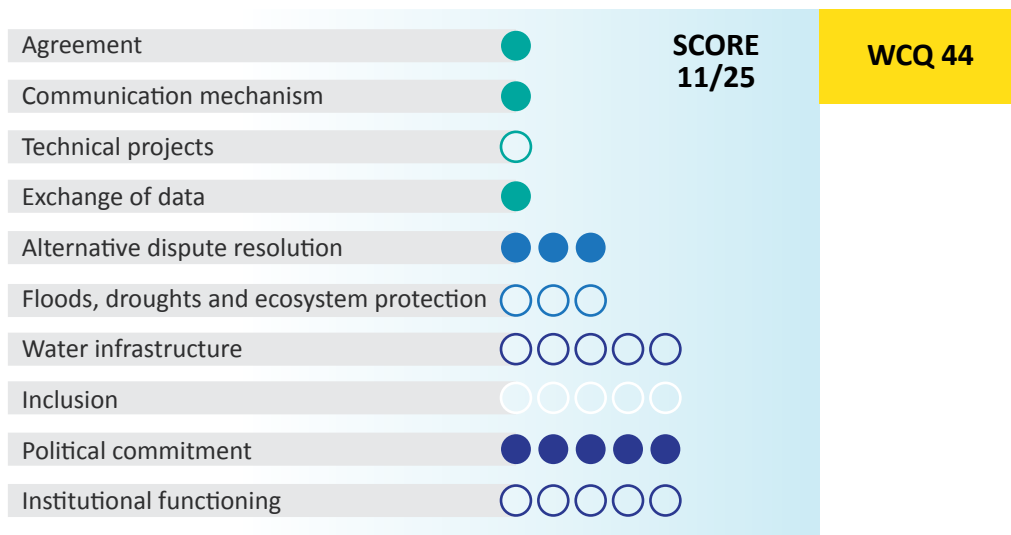 Agreement
Communication mechanism
Technical projects
Exchange of data
Alternative dispute resolution
Floods, droughts and ecosystem protection
Water infrastructure
Inclusion
Political commitment
Institutional functioning
SCORE
11/25
WCQ 44